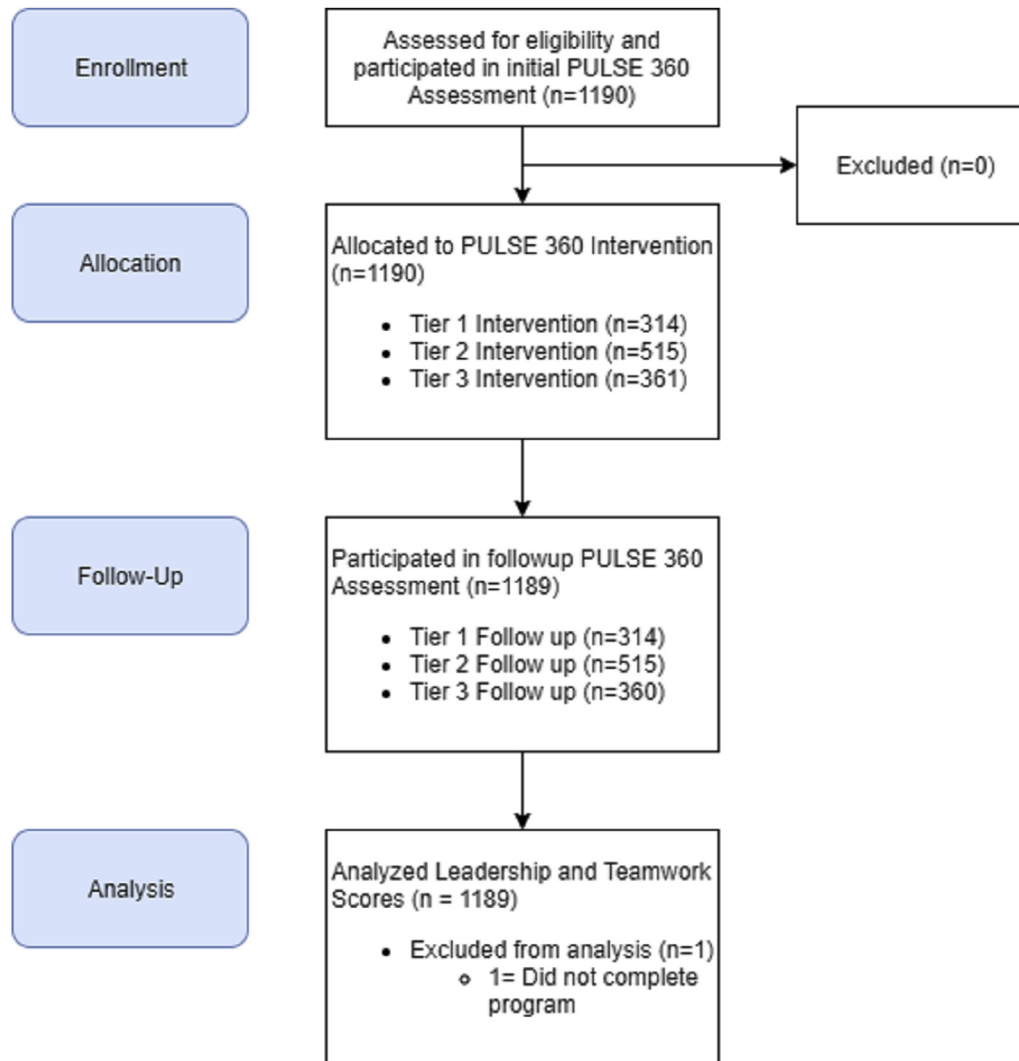 Enrollment
Assessed for eligibility and
participated in initial PULSE 360
Assessment (n=1190)
Excluded (n=0)
Allocation
Allocated to PULSE 360 Intervention
(n=1190)
• Tier 1 Intervention (n=314)
• Tier 2 Intervention (n=515)
• Tier 3 Intervention (n=361)
Follow-Up
Participated in followup PULSE 360
Assessment (n=1189)
• Tier 1 Follow up (n=314)
• Tier 2 Follow up (n=515)
• Tier 3 Follow up (n=360)
Analysis
Analyzed Leadership and Teamwork
Scores (n = 1189)
• Excluded from analysis (n=1)
1= Did not complete
program